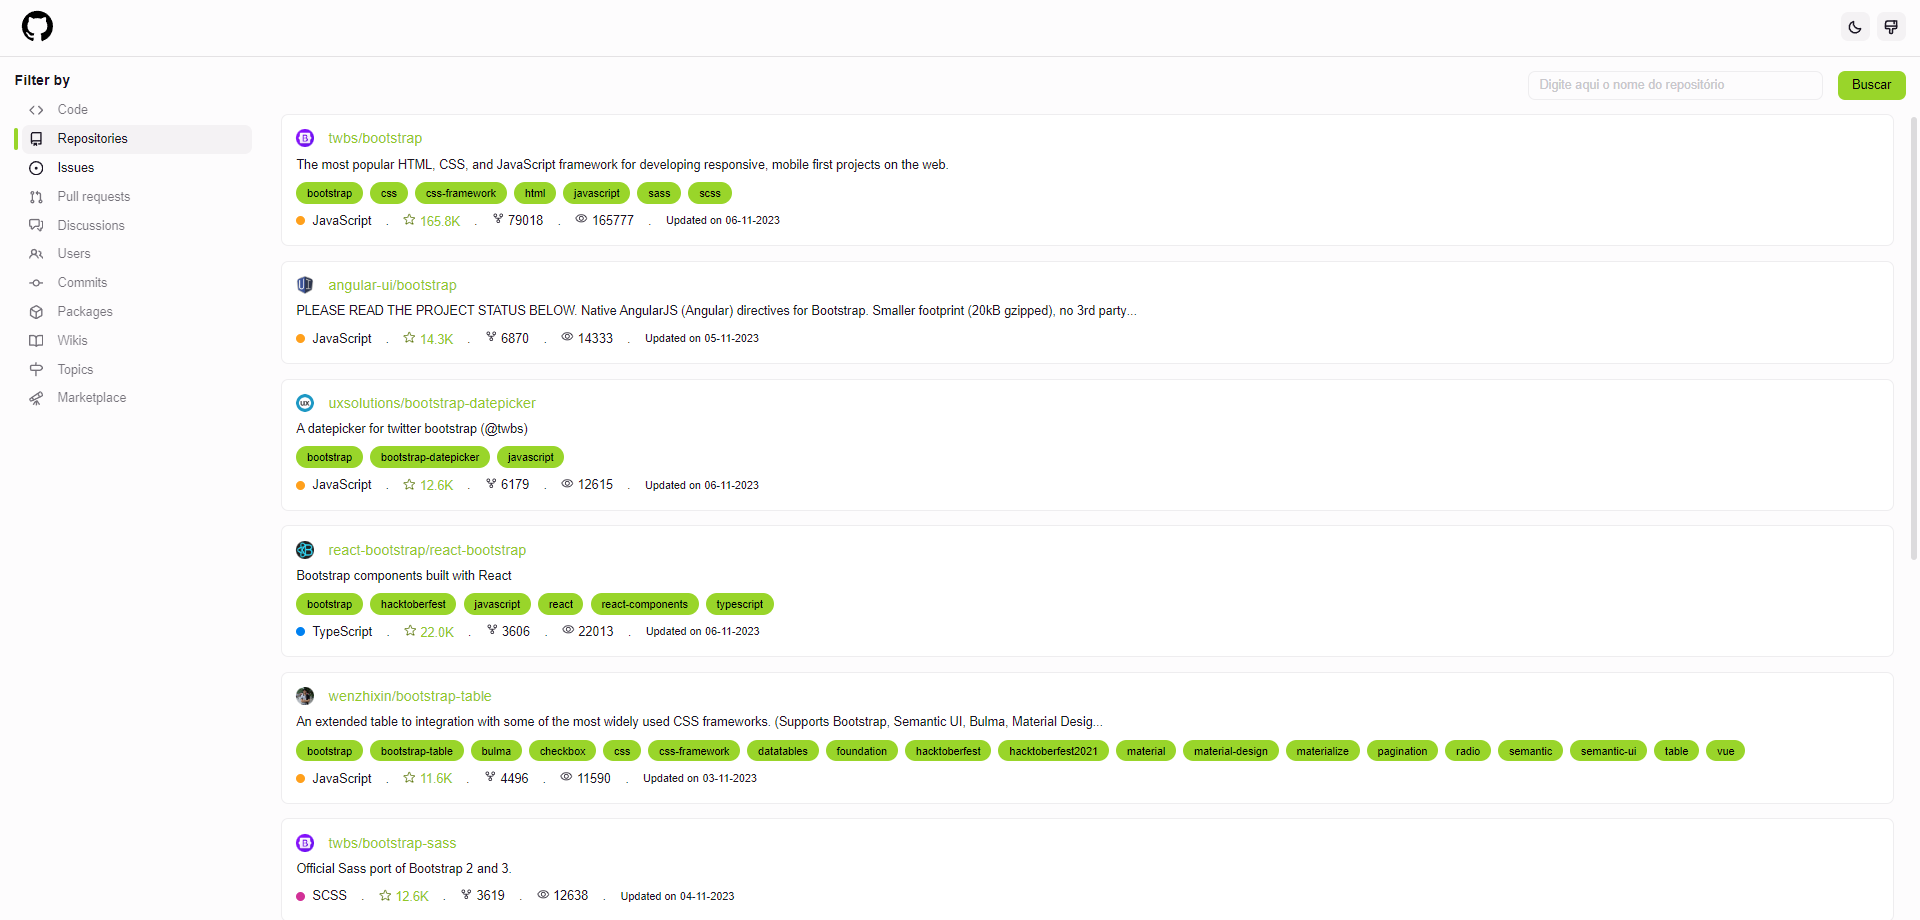 Filter by
Code
Repositories
Issues
Pull requests
Discussions
Users
Commits
Packages
Wikis
Topics
Marketplace
Digite aqui o nome do repositório
Buscar
twbs/bootstrap
The most popular HTML, CSS, and JavaScript framework for developing responsive, mobile first projects on the web.
bootstrap css css-framework html javascript sass scss
JavaScript . 165.8K . 79018 . 165777 . Updated on 06-11-2023
angular-ui/bootstrap
PLEASE READ THE PROJECT STATUS BELOW. Native AngularJS (Angular) directives for Bootstrap. Smaller footprint (20kB gzipped), no 3rd party...
JavaScript . 14.3K . 6870 . 14333 . Updated on 05-11-2023
uxsolutions/bootstrap-datepicker
A datepicker for twitter bootstrap (@twbs)
bootstrap bootstrap-datepicker javascript
JavaScript . 12.6K . 6179 . 12615 . Updated on 06-11-2023
react-bootstrap/react-bootstrap
Bootstrap components built with React
bootstrap hacktoberfest javascript react react-components typescript
TypeScript . 22.0K . 3606 . 22013 . Updated on 06-11-2023
wenzhixin/bootstrap-table
An extended table to integration with some of the most widely used CSS frameworks. (Supports Bootstrap, Semantic UI, Bulma, Material Desig...
bootstrap bootstrap-table bulma checkbox css css-framework datatables foundation hacktoberfest hacktoberfest2021 material material-design materialize pagination radio semantic semantic-ui table vue
JavaScript . 11.6K . 4496 . 11590 . Updated on 03-11-2023
twbs/bootstrap-sass
Official Sass port of Bootstrap 2 and 3.
SCSS . 12.6K . 3619 . 12638 . Updated on 04-11-2023